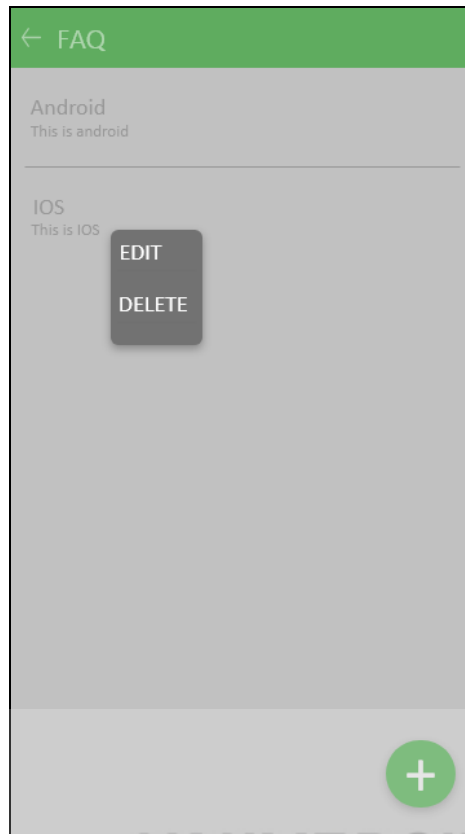 FAQ
Android
This is android
IOS
This is IOS
EDIT
DELETE